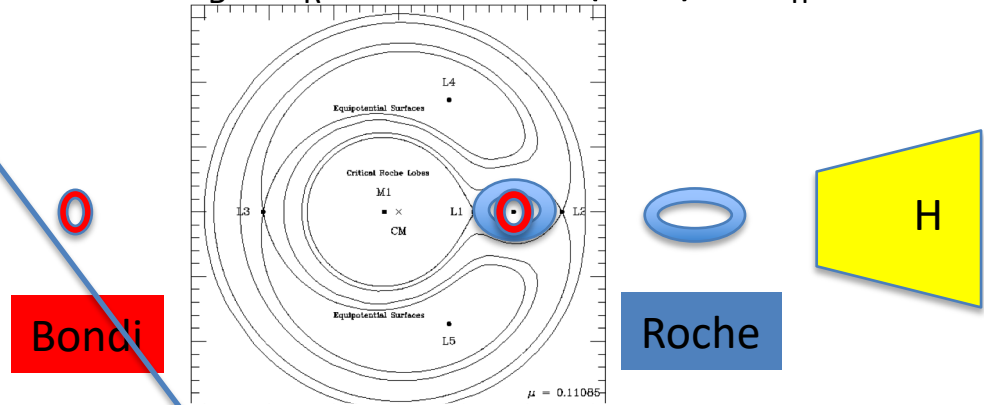 L4
Equipotential Surfaces
Critical Roche Lobes
M1
L3
L1
L2
CM
H
Bondi
Equipotential Surfaces
Roche
L5
μ = 0.11085